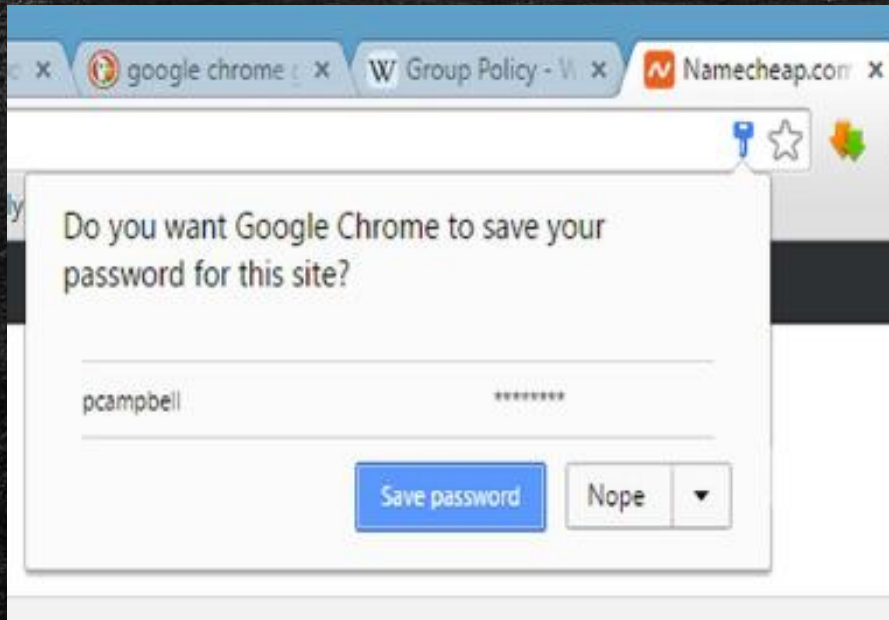 google chrome
Group Policy -
Namecheap.com
ly
Do you want Google Chrome to save your
password for this site?
pcampbell ********
Save password Nope